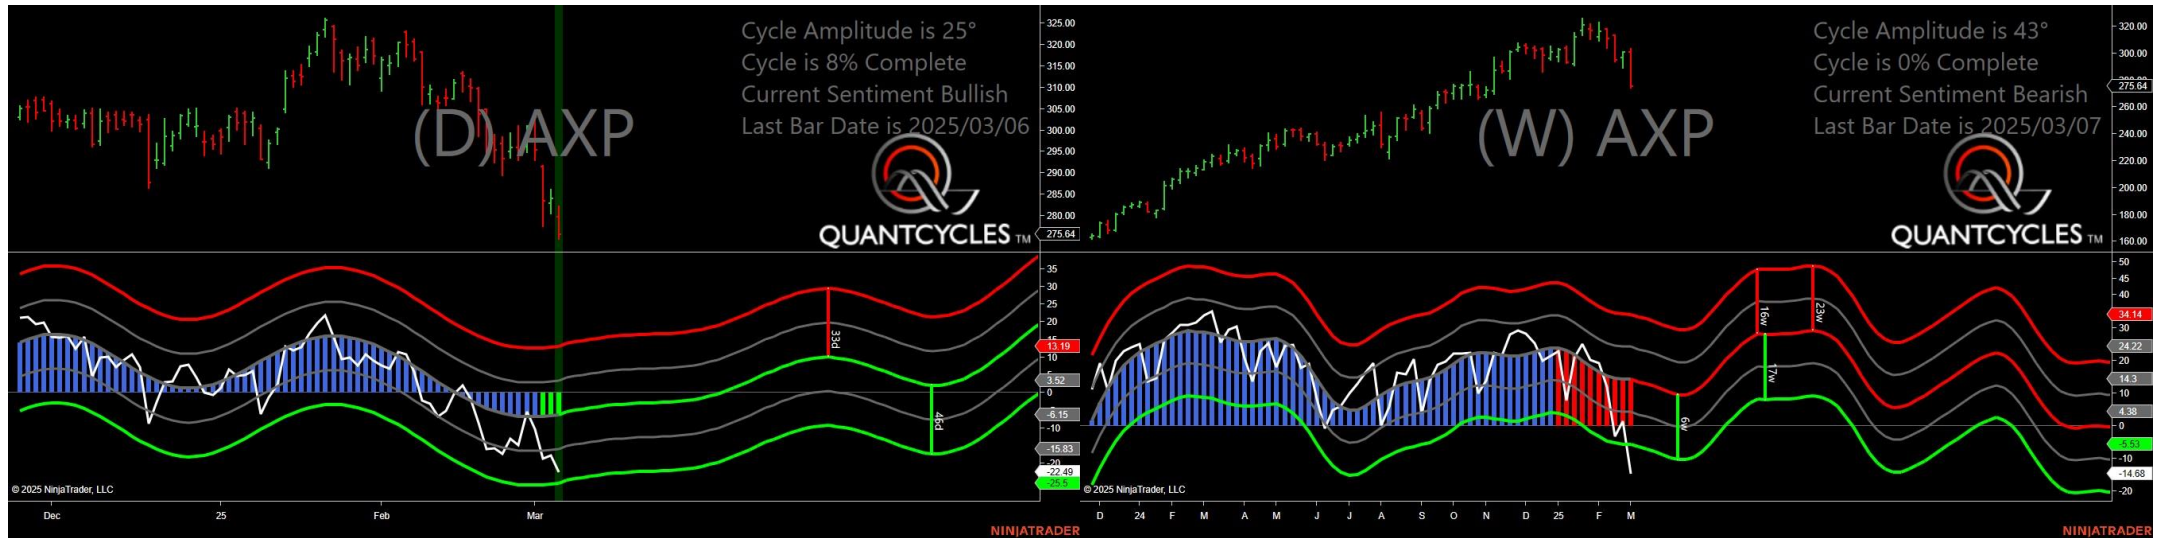 Cycle Amplitude is 25°
Cycle is 8% Complete
Current Sentiment Bullish
Last Bar Date is 2025/03/06
(D) AXP
QUANTCYCLES TM
325.00
320.00
315.00
310.00
305.00
300.00
295.00
290.00
285.00
280.00
275.64
35
30
25
20
15
13.19
10
3.52
0
-6.15
-10
-15.83
-20
-22.49
-25.5
33d
46d
© 2025 NinjaTrader, LLC
Dec
25
Feb
Mar
NINJATRADER
Cycle Amplitude is 43°
Cycle is 0% Complete
Current Sentiment Bearish
Last Bar Date is 2025/03/07
(W) AXP
QUANTCYCLES TM
320.00
300.00
280.00
275.64
260.00
240.00
220.00
200.00
180.00
160.00
50
45
40
34.14
30
24.22
20
14.3
10
4.38
0
-5.53
-10
-14.68
-20
16w
23w
17w
6w
© 2025 NinjaTrader, LLC
D
24
F
M
A
M
J
J
A
S
O
N
D
25
F
M
NINJATRADER